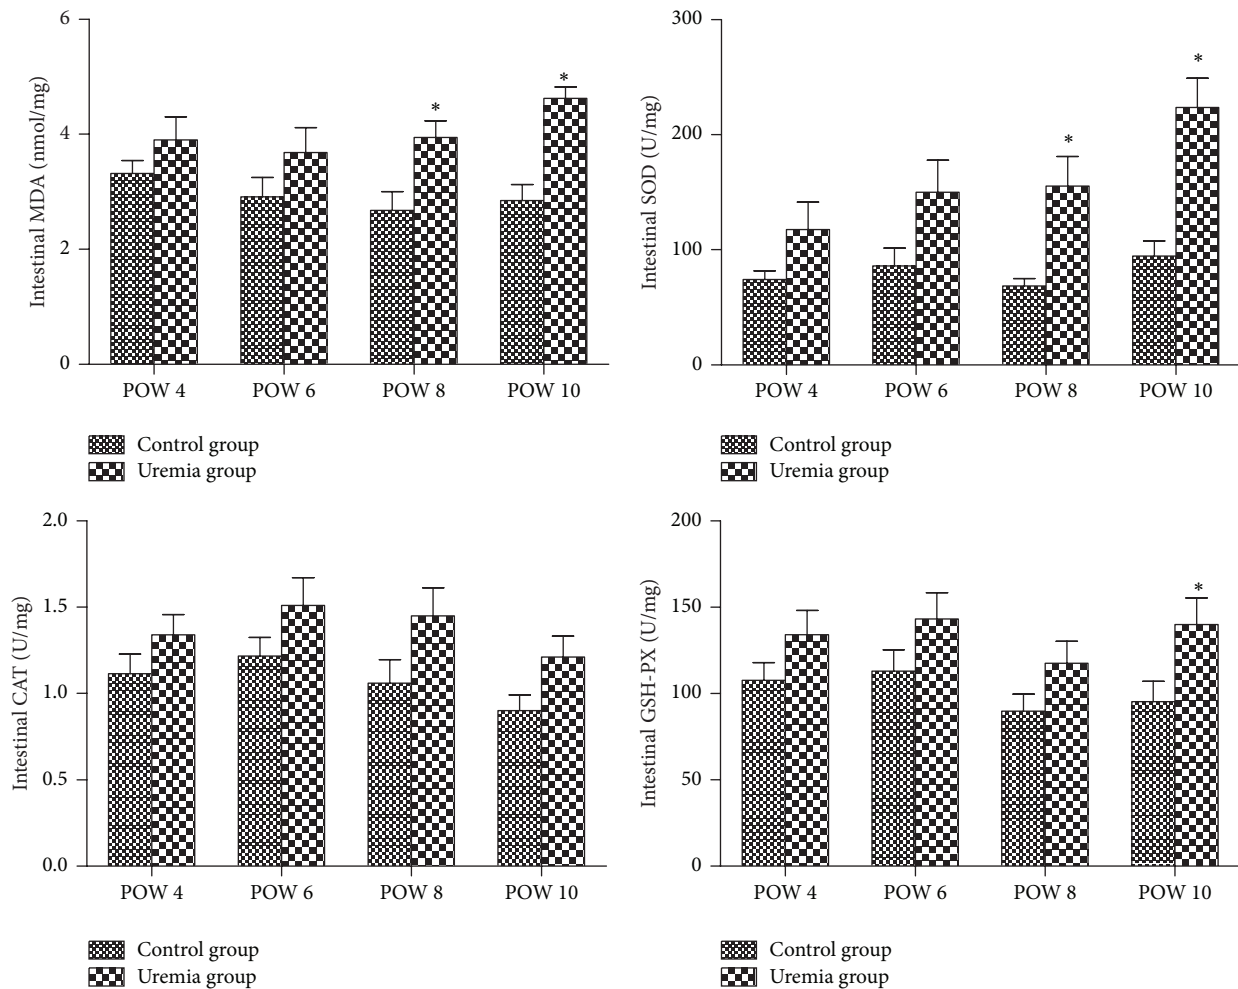 Intestinal MDA (nmol/mg)
6
4
2
0
*
*
POW 4 POW 6 POW 8 POW 10
Control group
Uremia group
Intestinal SOD (U/mg)
300
200
100
0
*
*
POW 4 POW 6 POW 8 POW 10
Control group
Uremia group
Intestinal CAT (U/mg)
2.0
1.5
1.0
0.5
0.0
POW 4 POW 6 POW 8 POW 10
Control group
Uremia group
Intestinal GSH-PX (U/mg)
200
150
100
50
0
*
POW 4 POW 6 POW 8 POW 10
Control group
Uremia group